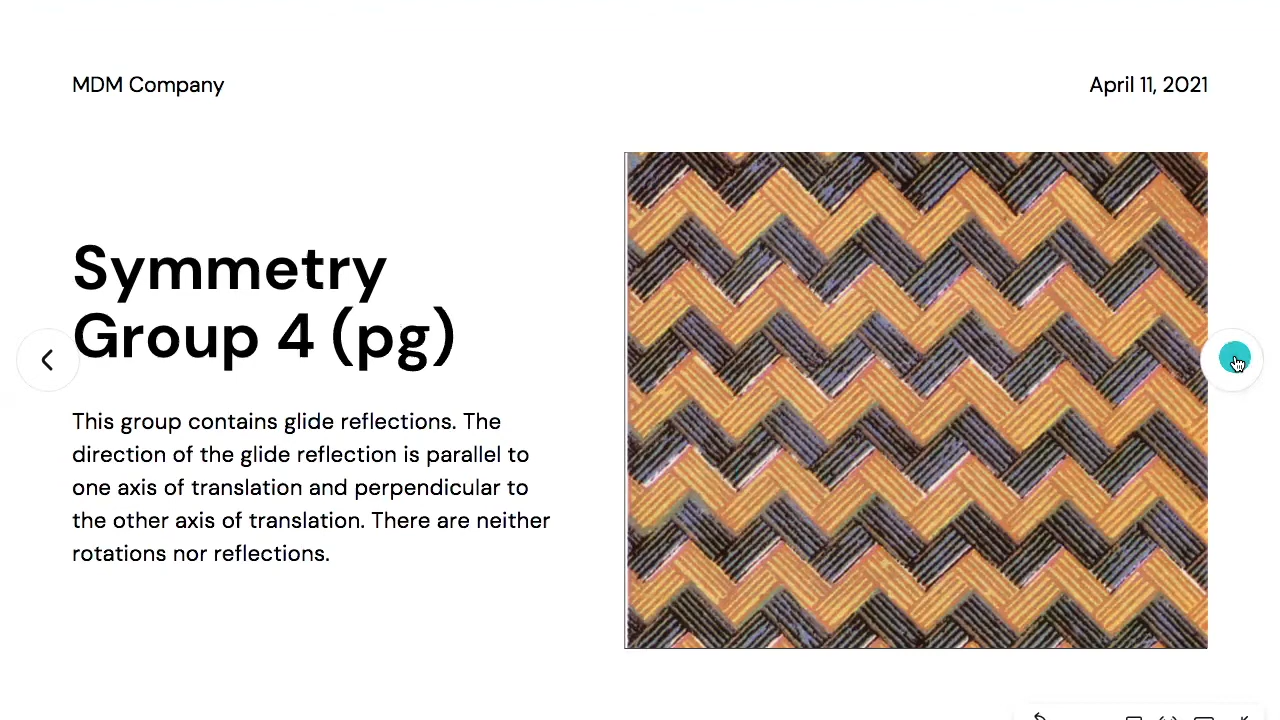 MDM Company
April 11, 2021
Symmetry
Group 4 (pg)
This group contains glide reflections. The
direction of the glide reflection is parallel to
one axis of translation and perpendicular to
the other axis of translation. There are neither
rotations nor reflections.